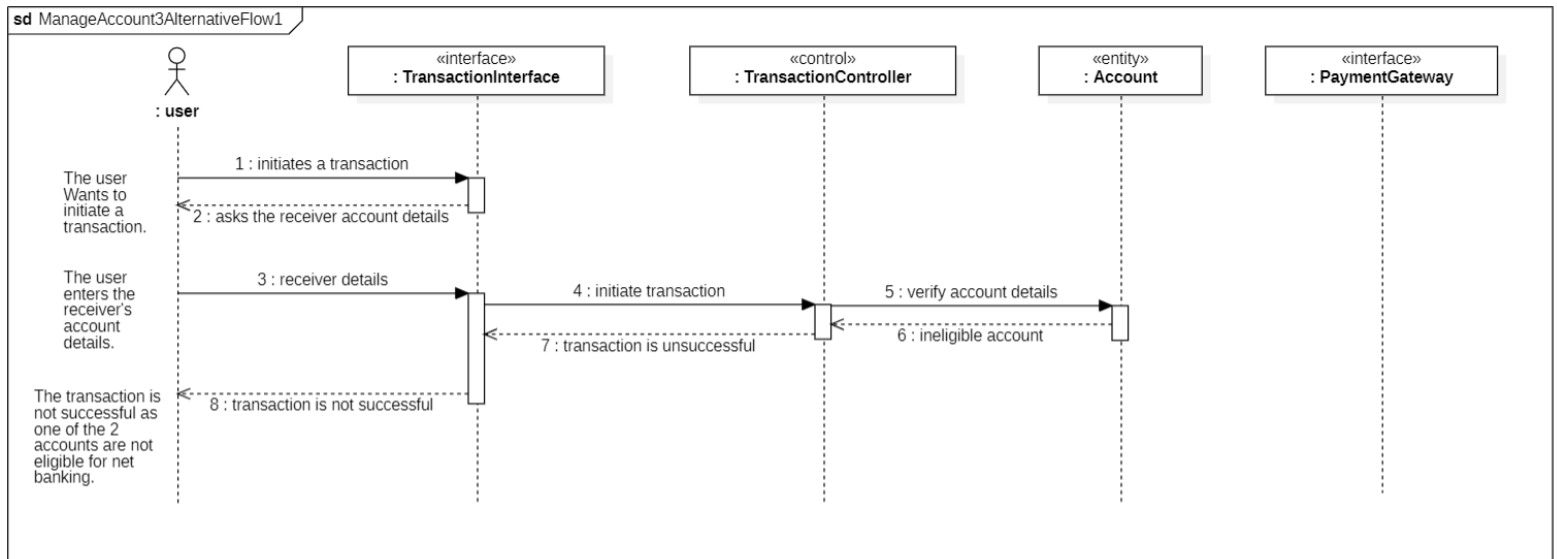 sd ManageAccount3AlternativeFlow1
: user
«interface»
: TransactionInterface
«control»
: TransactionController
«entity»
: Account
«interface»
: PaymentGateway
The user
Wants to
initiate a
transaction.
1 : initiates a transaction
2 : asks the receiver account details
The user
enters the
receiver's
account
details.
3 : receiver details
4 : initiate transaction
5 : verify account details
6 : ineligible account
7 : transaction is unsuccessful
8 : transaction is not successful
The transaction is
not successful as
one of the 2
accounts are not
eligible for net
banking.